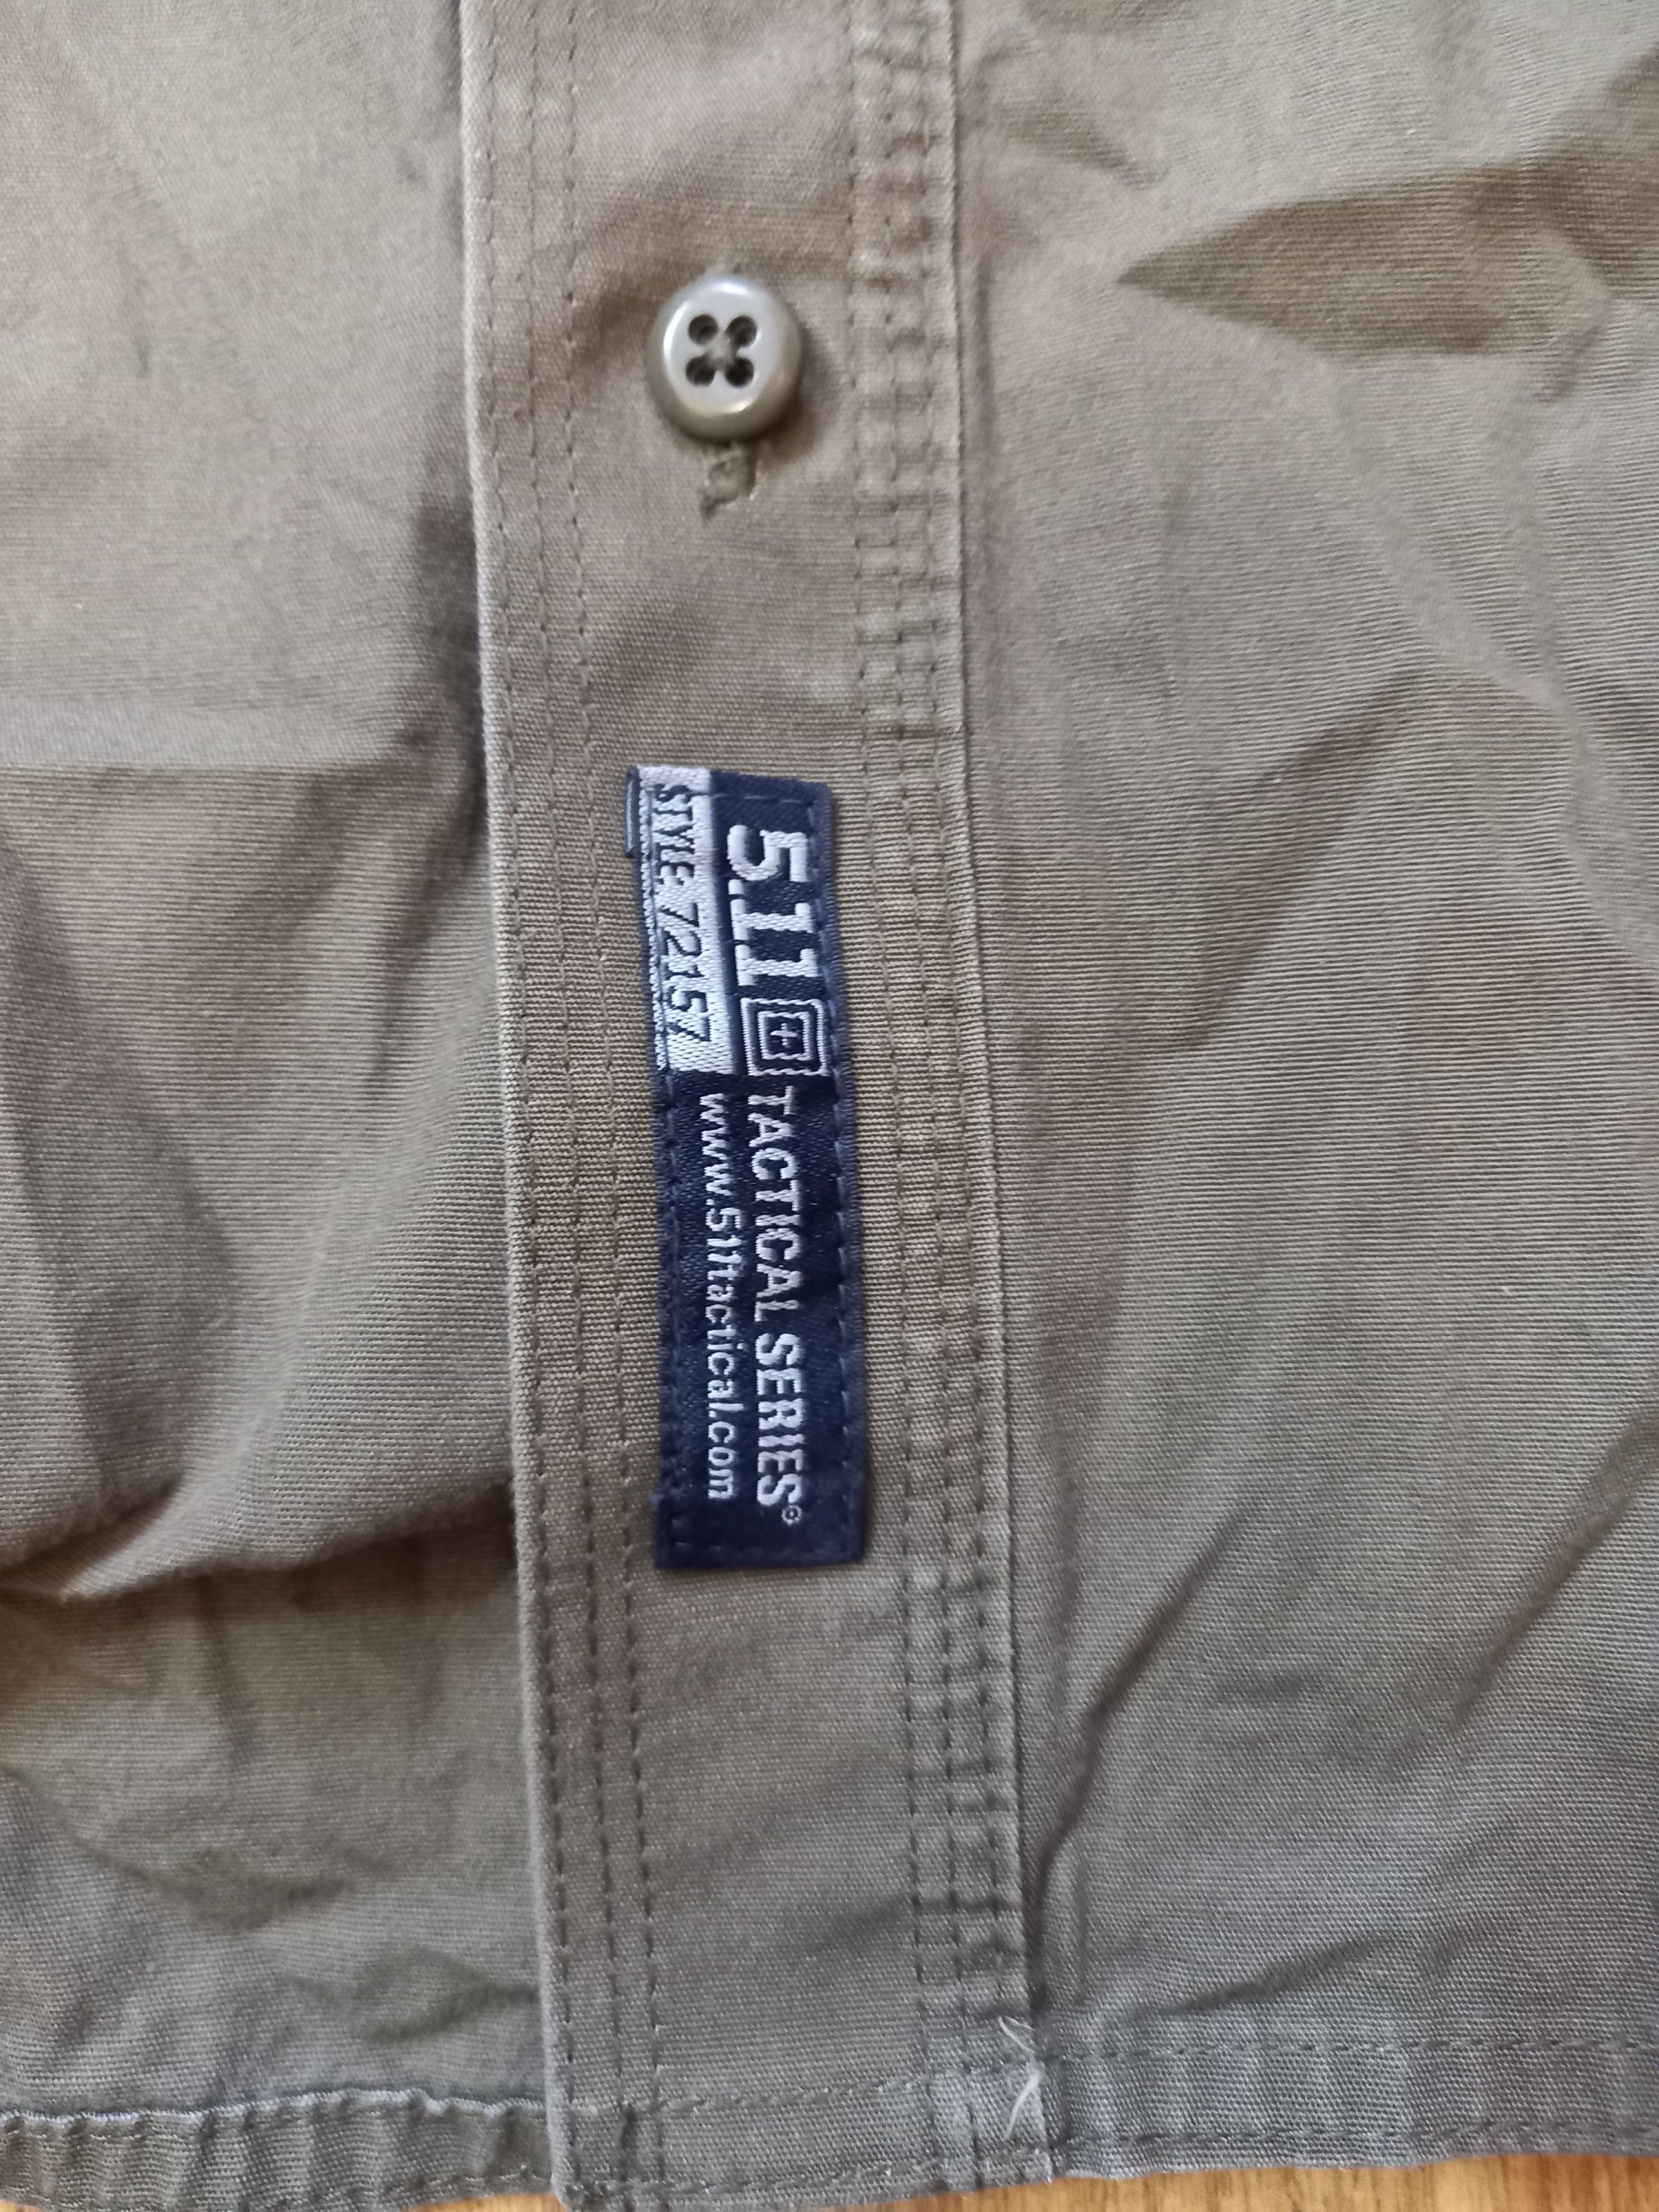 5.11 TACTICAL SERIES®
STYLE: 72157 www.511tactical.com